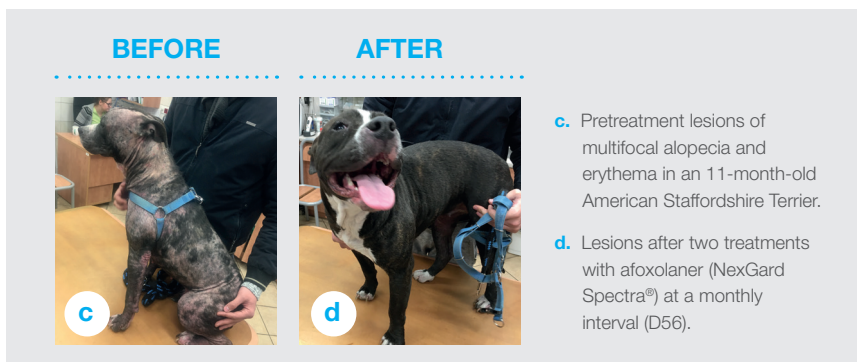 BEFORE
AFTER
c
d
c. Pretreatment lesions of
multifocal alopecia and
erythema in an 11-month-old
American Staffordshire Terrier.
d. Lesions after two treatments
with afoxolaner (NexGard
Spectra®) at a monthly
interval (D56).